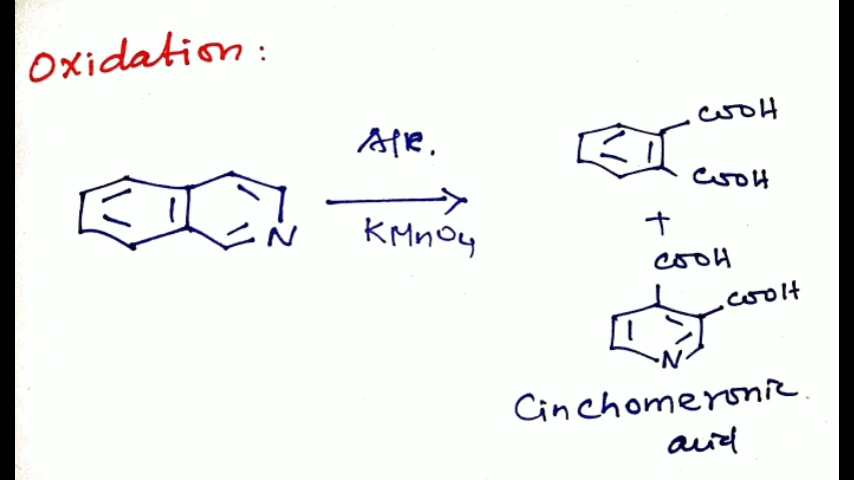 Oxidation:
Alk.
KMnO4
N
COOH
COOH
+
COOH
COOH
N
Cinchomeronic
acid